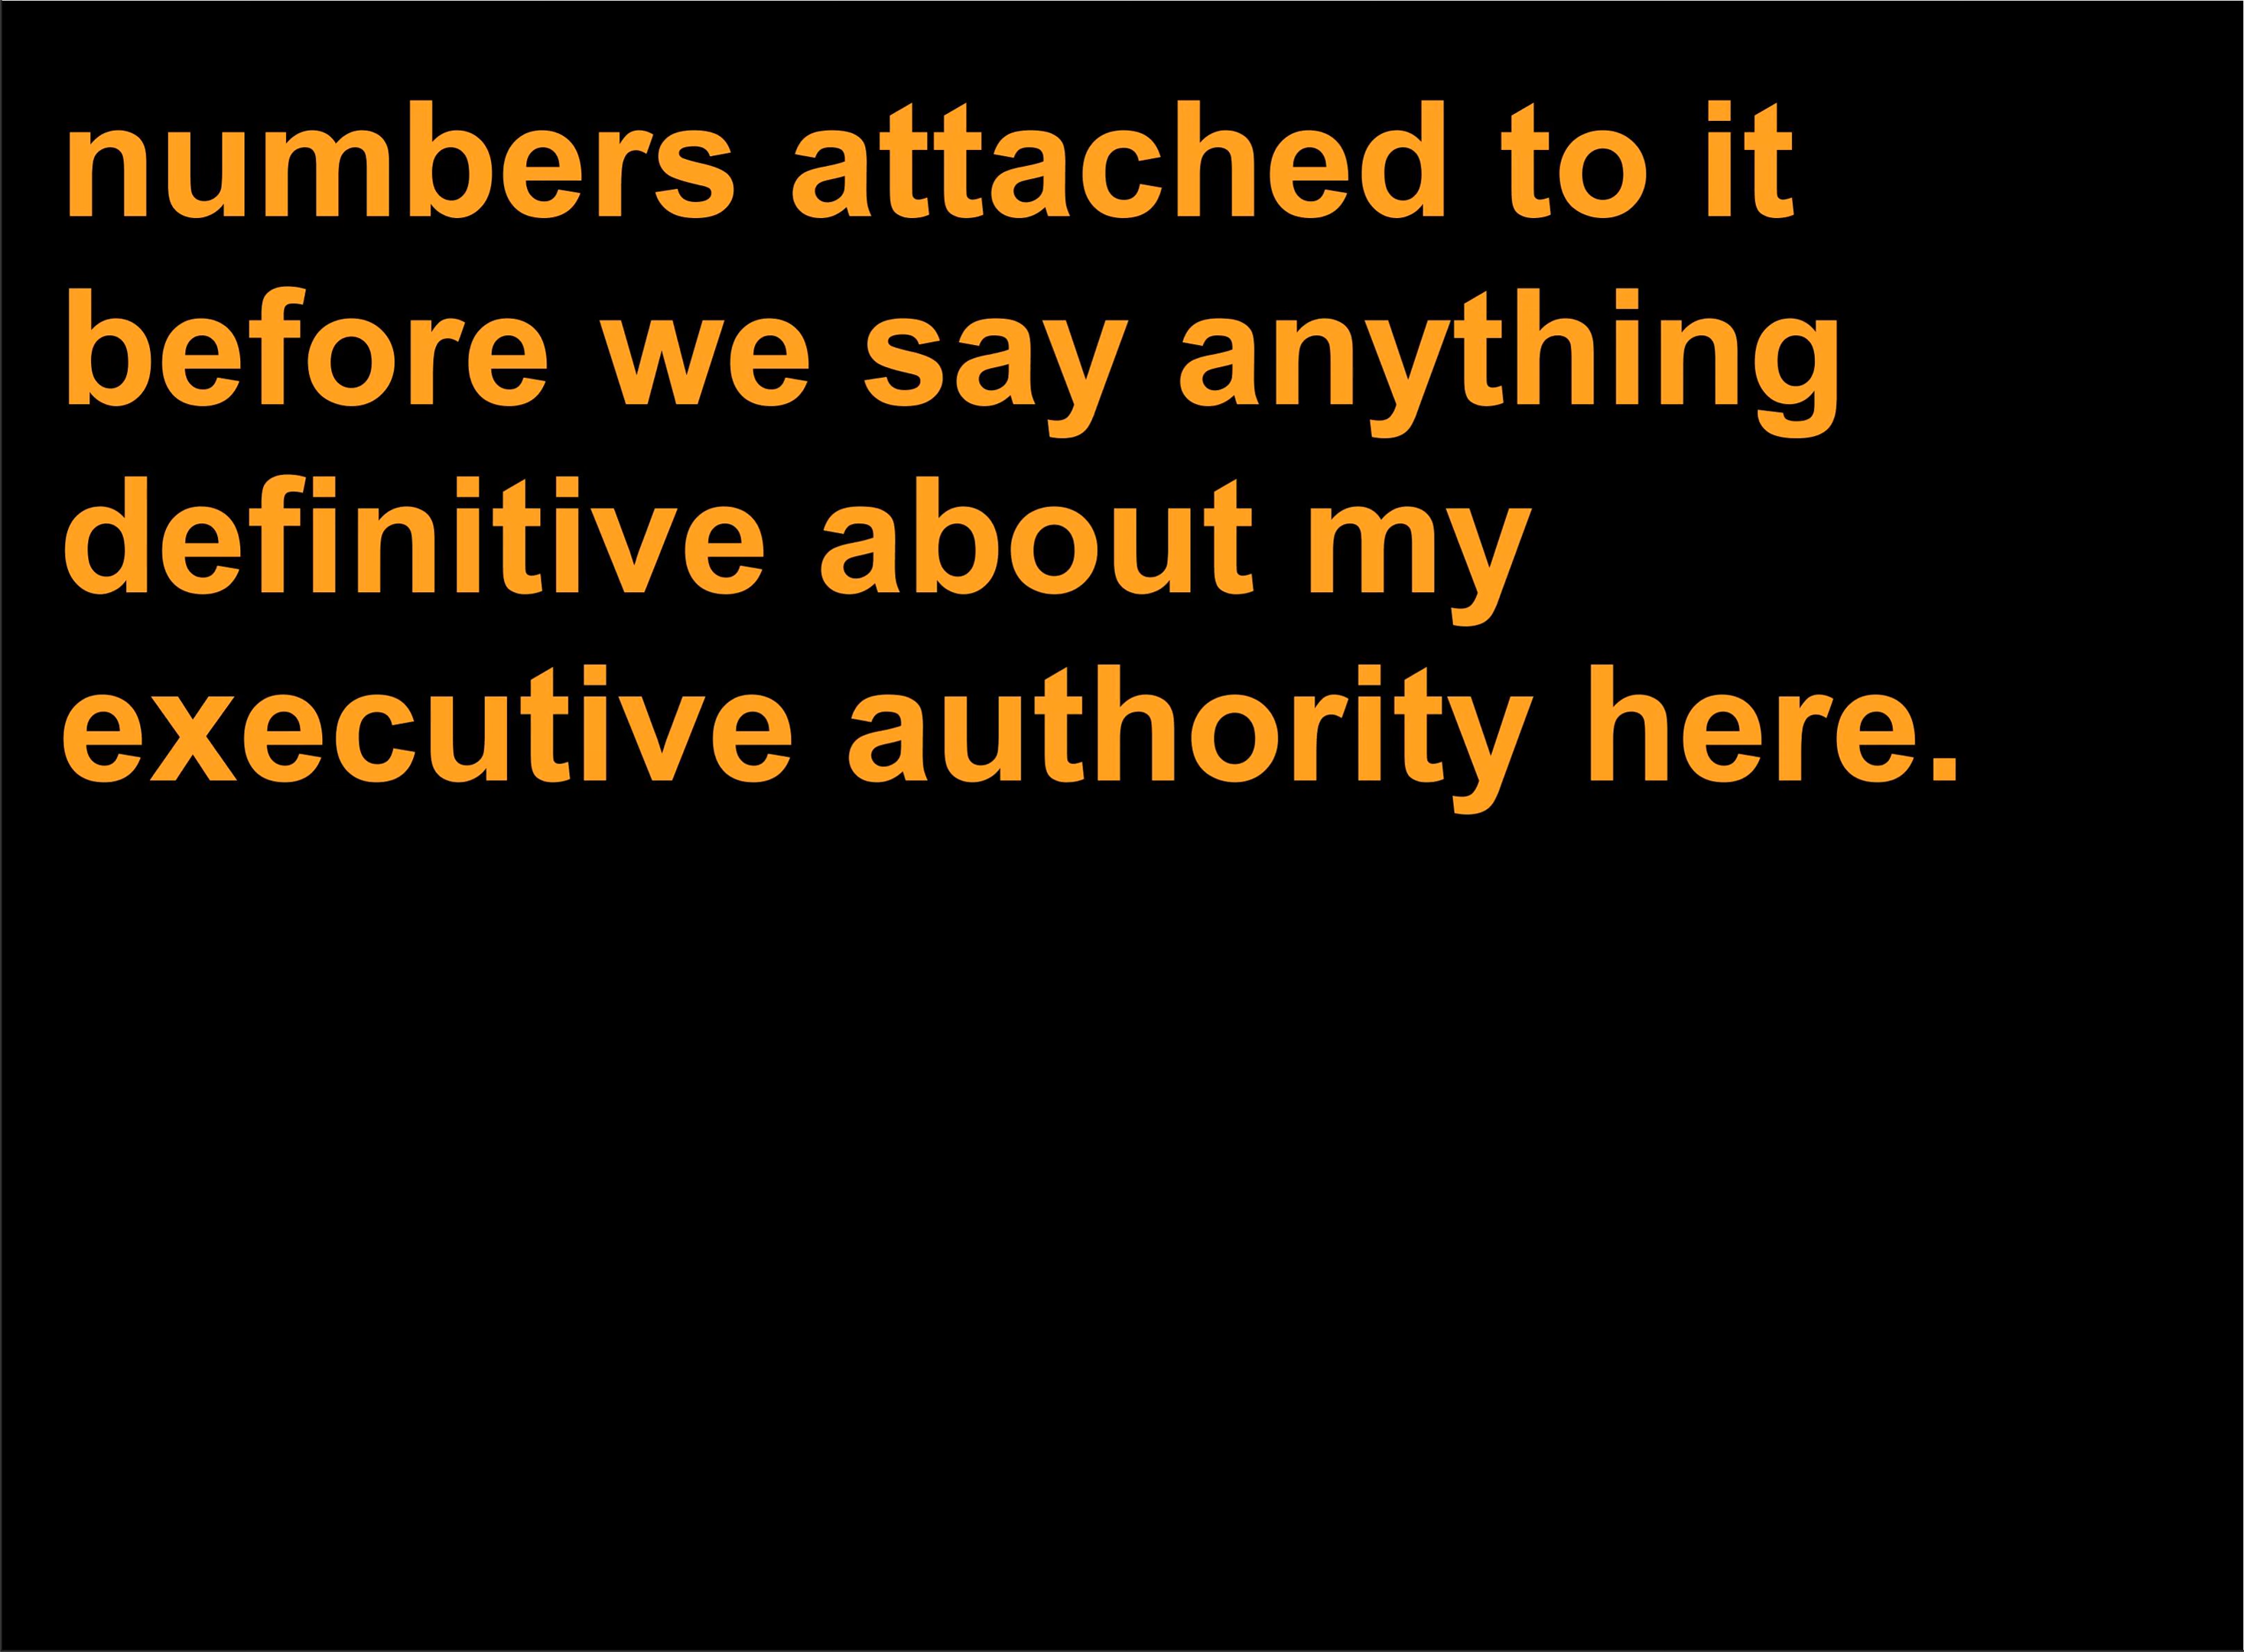 numbers attached to it
before we say anything
definitive about my
executive authority here.